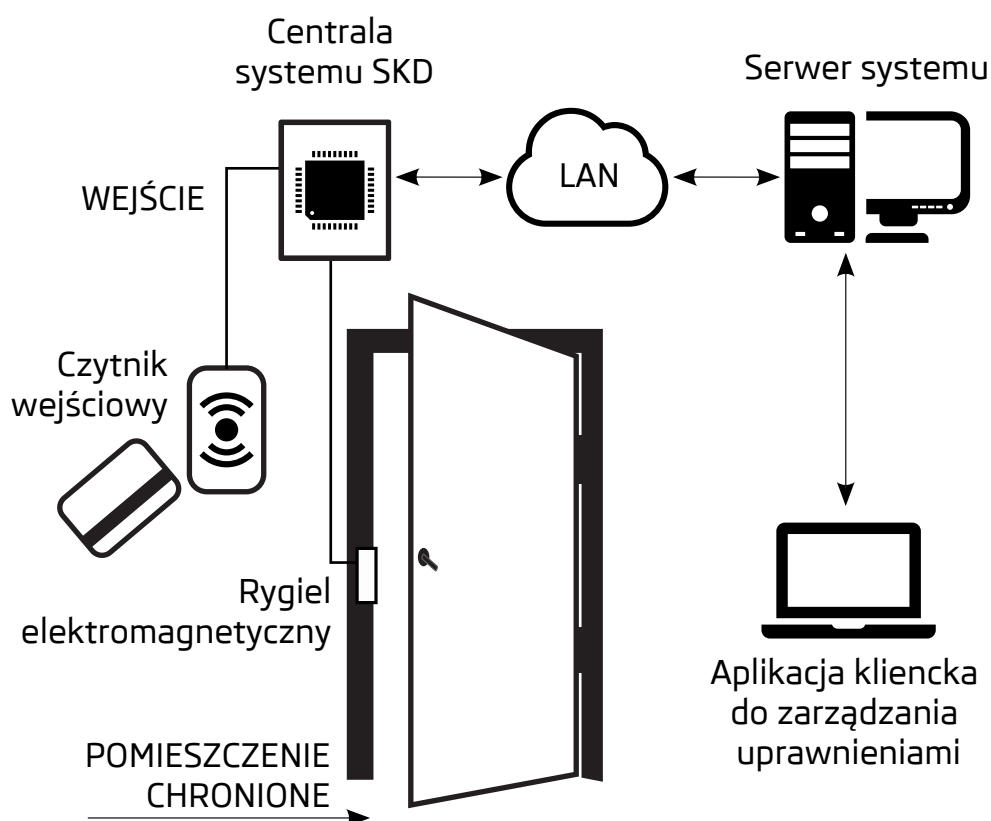 Centrala
systemu SKD
Serwer systemu
WEJŚCIE
LAN
Czytnik
wejściowy
Rygiel
elektromagnetyczny
Aplikacja kliencka
do zarządzania
uprawnieniami
POMIESZCZENIE
CHRONIONE